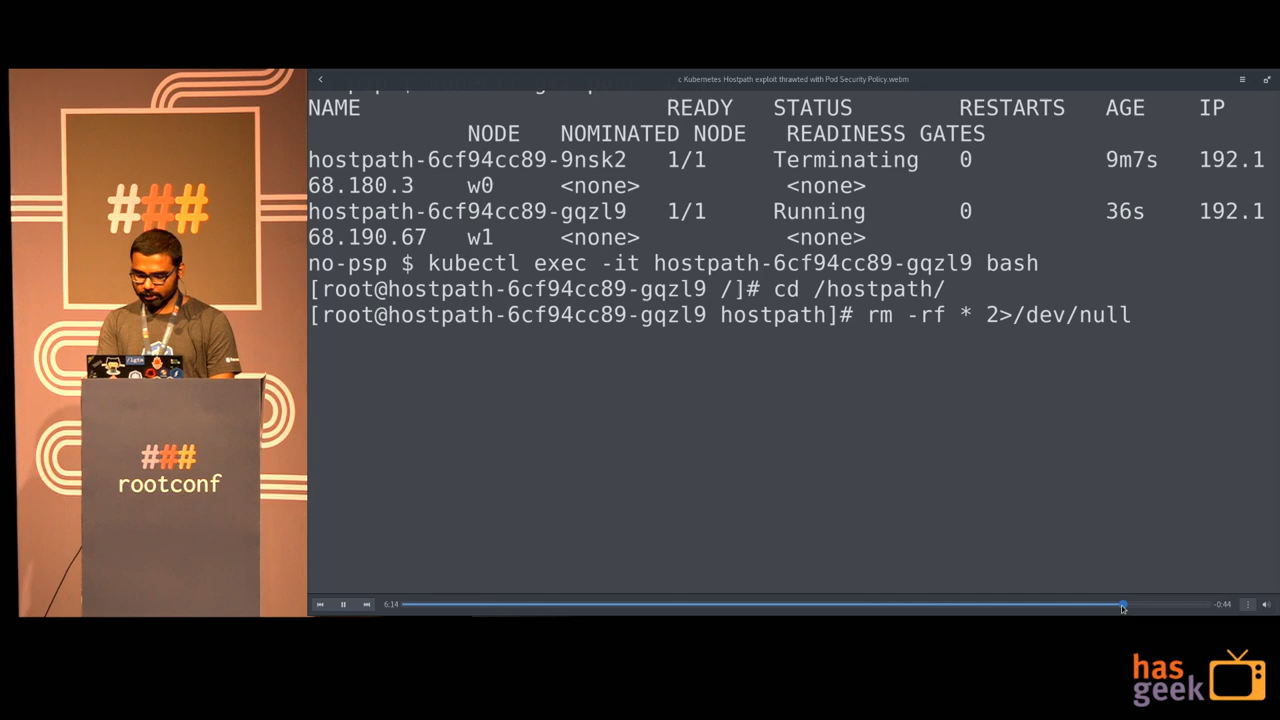 c Kubernetes Hostpath exploit thrawted with Pod Security Policy.webm
NAME READY STATUS RESTARTS AGE IP
NODE NOMINATED NODE READINESS GATES
hostpath-6cf94cc89-9nsk2 1/1 Terminating 0 9m7s 192.1
68.180.3 w0 <none> <none>
hostpath-6cf94cc89-gqzl9 1/1 Running 0 36s 192.1
68.190.67 w1 <none> <none>
no-psp $ kubectl exec -it hostpath-6cf94cc89-gqzl9 bash
[root@hostpath-6cf94cc89-gqzl9 /]# cd /hostpath/
[root@hostpath-6cf94cc89-gqzl9 hostpath]# rm -rf * 2>/dev/null
6:14 -0:44
###
/lgtm
###
rootconf
has
geek